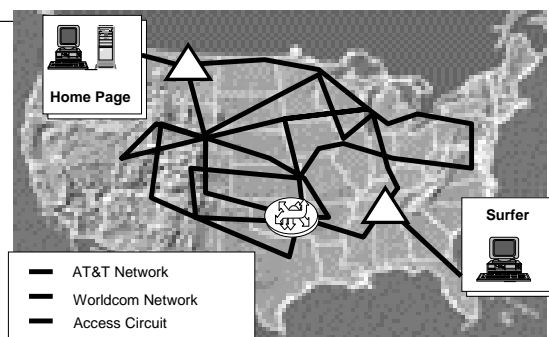 Home Page
Surfer
AT&T Network
Worldcom Network
Access Circuit